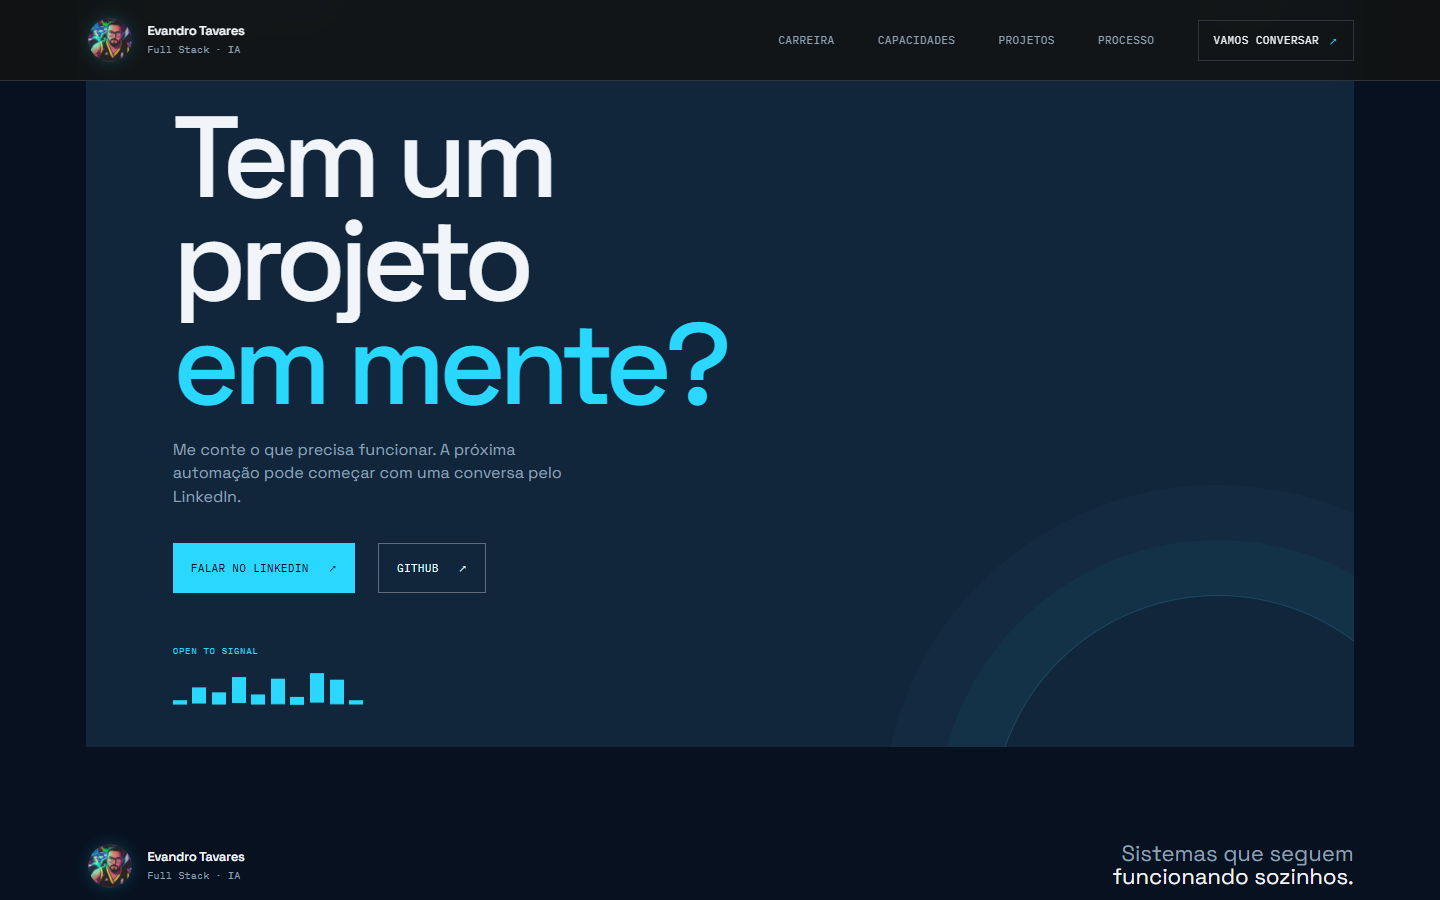 Evandro Tavares
Full Stack · IA
CARREIRA
CAPACIDADES
PROJETOS
PROCESSO
VAMOS CONVERSAR ↗
Tem um
projeto
em mente?
Me conte o que precisa funcionar. A próxima
automação pode começar com uma conversa pelo
LinkedIn.
FALAR NO LINKEDIN ↗
GITHUB ↗
OPEN TO SIGNAL
Evandro Tavares
Full Stack · IA
Sistemas que seguem
funcionando sozinhos.